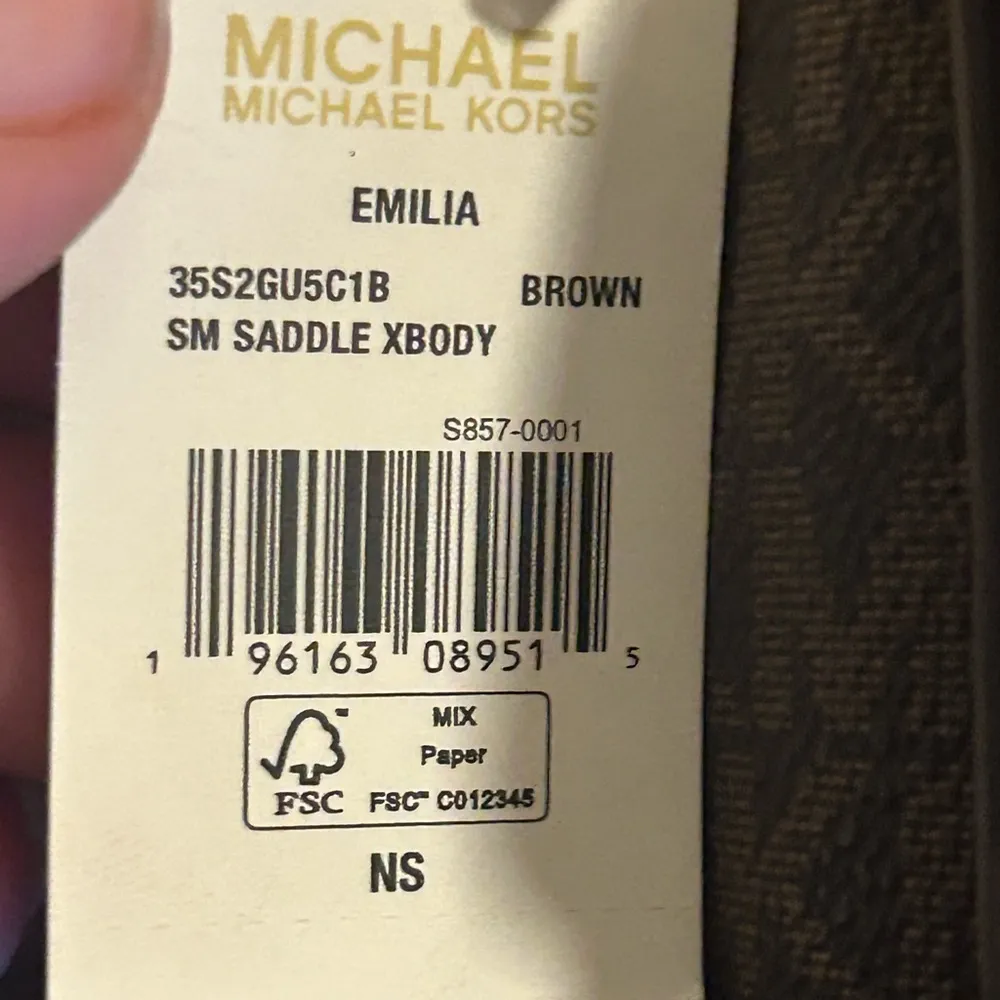 MICHAEL
MICHAEL KORS
EMILIA
35S2GU5C1B BROWN
SM SADDLE XBODY
S857-0001
1 96163 08951 5
MIX
Paper
FSC FSC™ C012345
NS